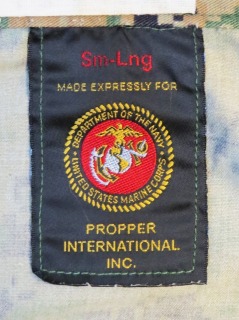 Sm-Lng
MADE EXPRESSLY FOR
DEPARTMENT OF THE NAVY
UNITED STATES MARINE CORPS
PROPPER
INTERNATIONAL
INC.